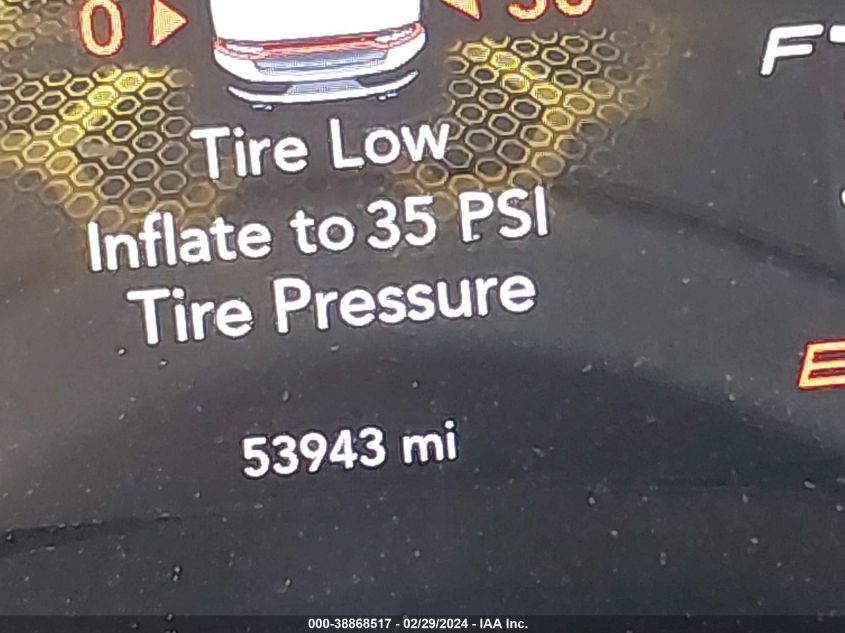 0
Tire Low
Inflate to 35 PSI
Tire Pressure
53943 mi
000-38868517 - 02/29/2024 - IAA Inc.